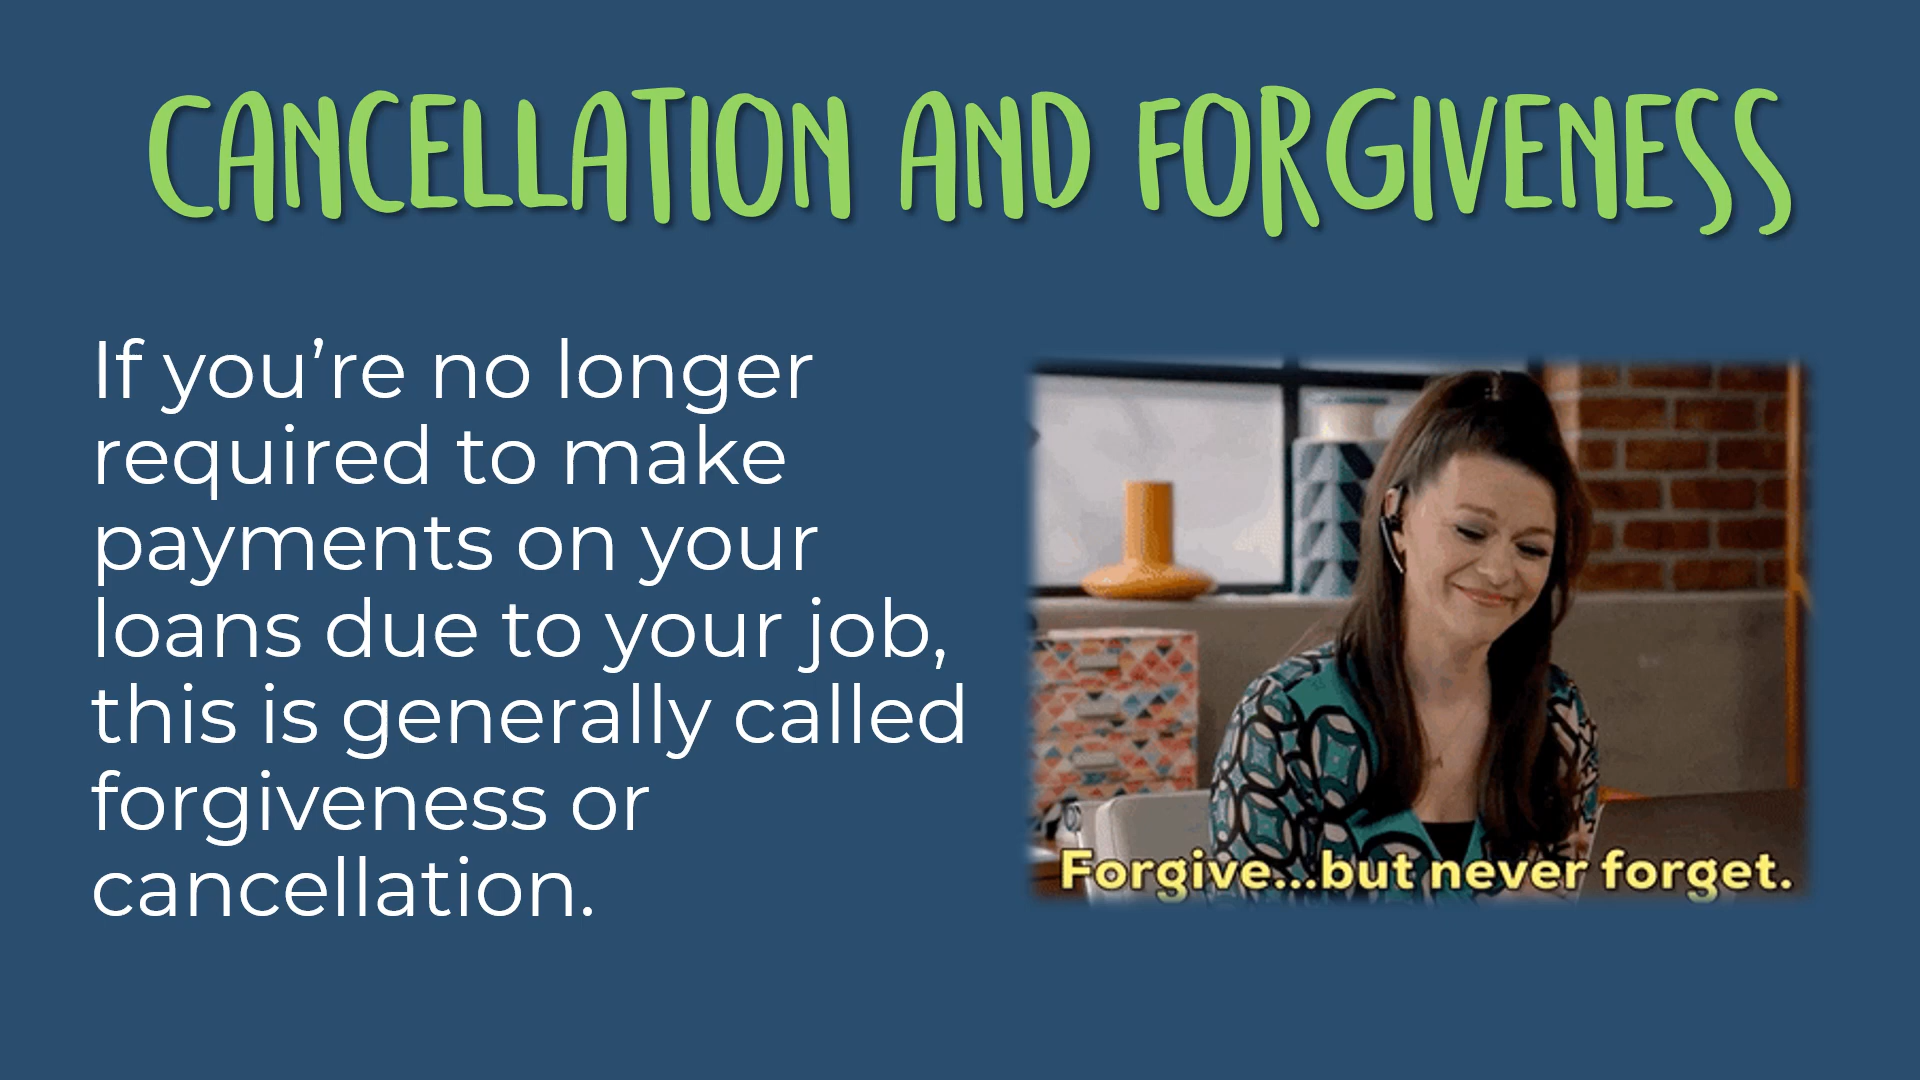 CANCELLATION AND FORGIVENESS
If you’re no longer
required to make
payments on your
loans due to your job,
this is generally called
forgiveness or
cancellation.
Forgive...but never forget.